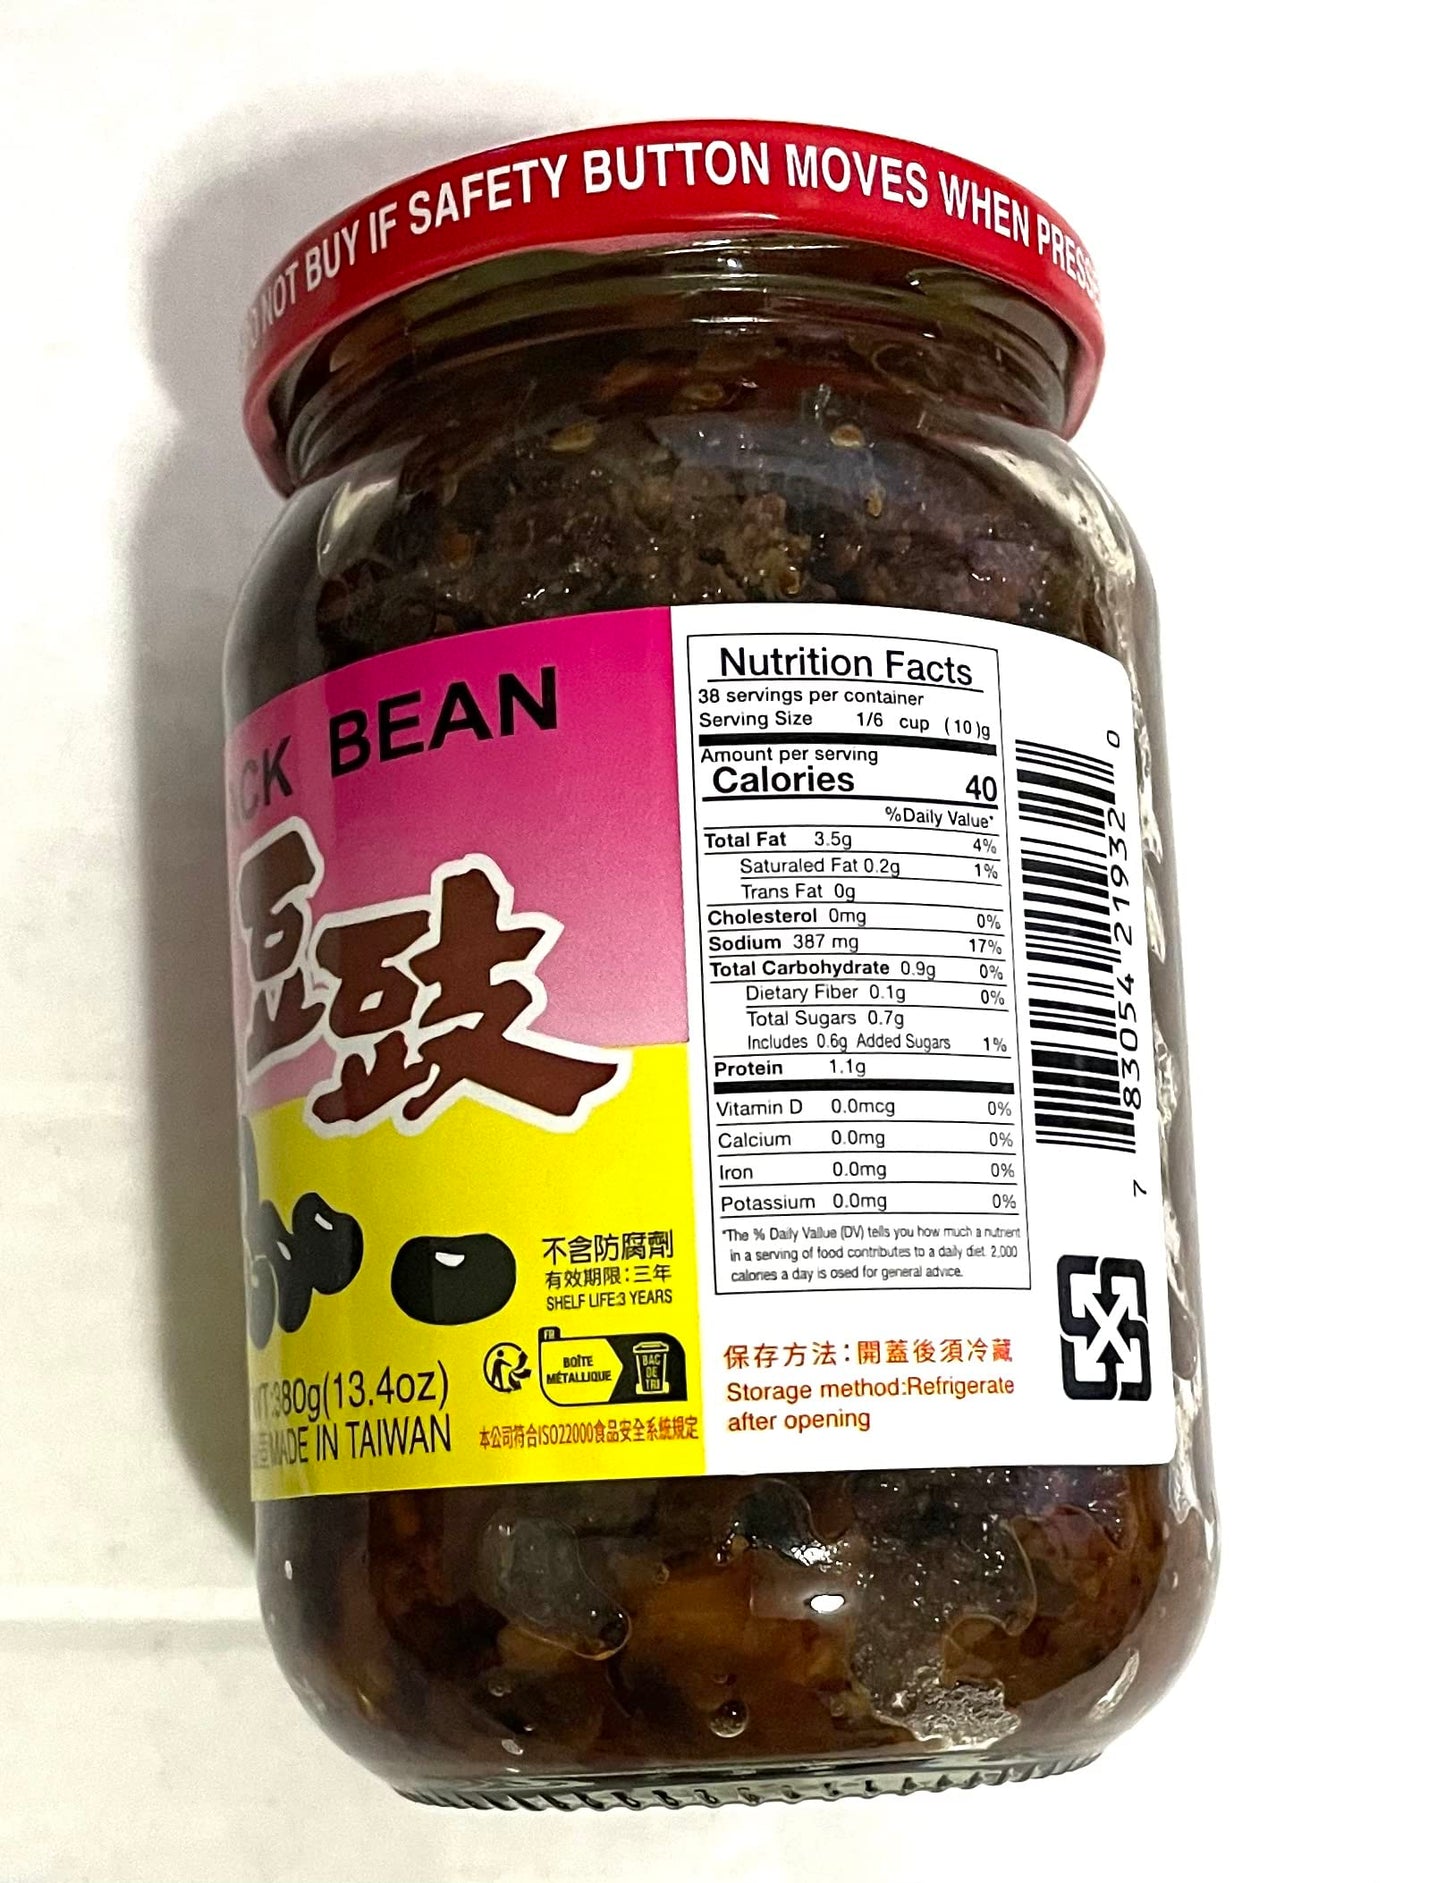 NOT BUY IF SAFETY BUTTON MOVES WHEN
BEAN
豆豉
不含防腐劑
有效期限：三年
SHELF LIFE:3 YEARS
FR
BOÎTE
MÉTALLIQUE
BAC
DE
TRI
380g(13.4oz)
MADE IN TAIWAN
本公司符合ISO22000食品安全系統規定
Nutrition Facts
38 servings per container
Serving Size 1/6 cup (10)g
Amount per serving
Calories 40
%Daily Value*
Total Fat 3.5g 4%
Saturaled Fat 0.2g 1%
Trans Fat 0g
Cholesterol 0mg 0%
Sodium 387 mg 17%
Total Carbohydrate 0.9g 0%
Dietary Fiber 0.1g 0%
Total Sugars 0.7g
Includes 0.6g Added Sugars 1%
Protein 1.1g
Vitamin D 0.0mcg 0%
Calcium 0.0mg 0%
Iron 0.0mg 0%
Potassium 0.0mg 0%
*The % Daily Vallue (DV) tells you how much a nutrient
in a serving of food contributes to a daily diet. 2,000
calories a day is osed for general advice.
保存方法：開蓋後須冷藏
Storage method:Refrigerate
after opening
7 83054 21932 0